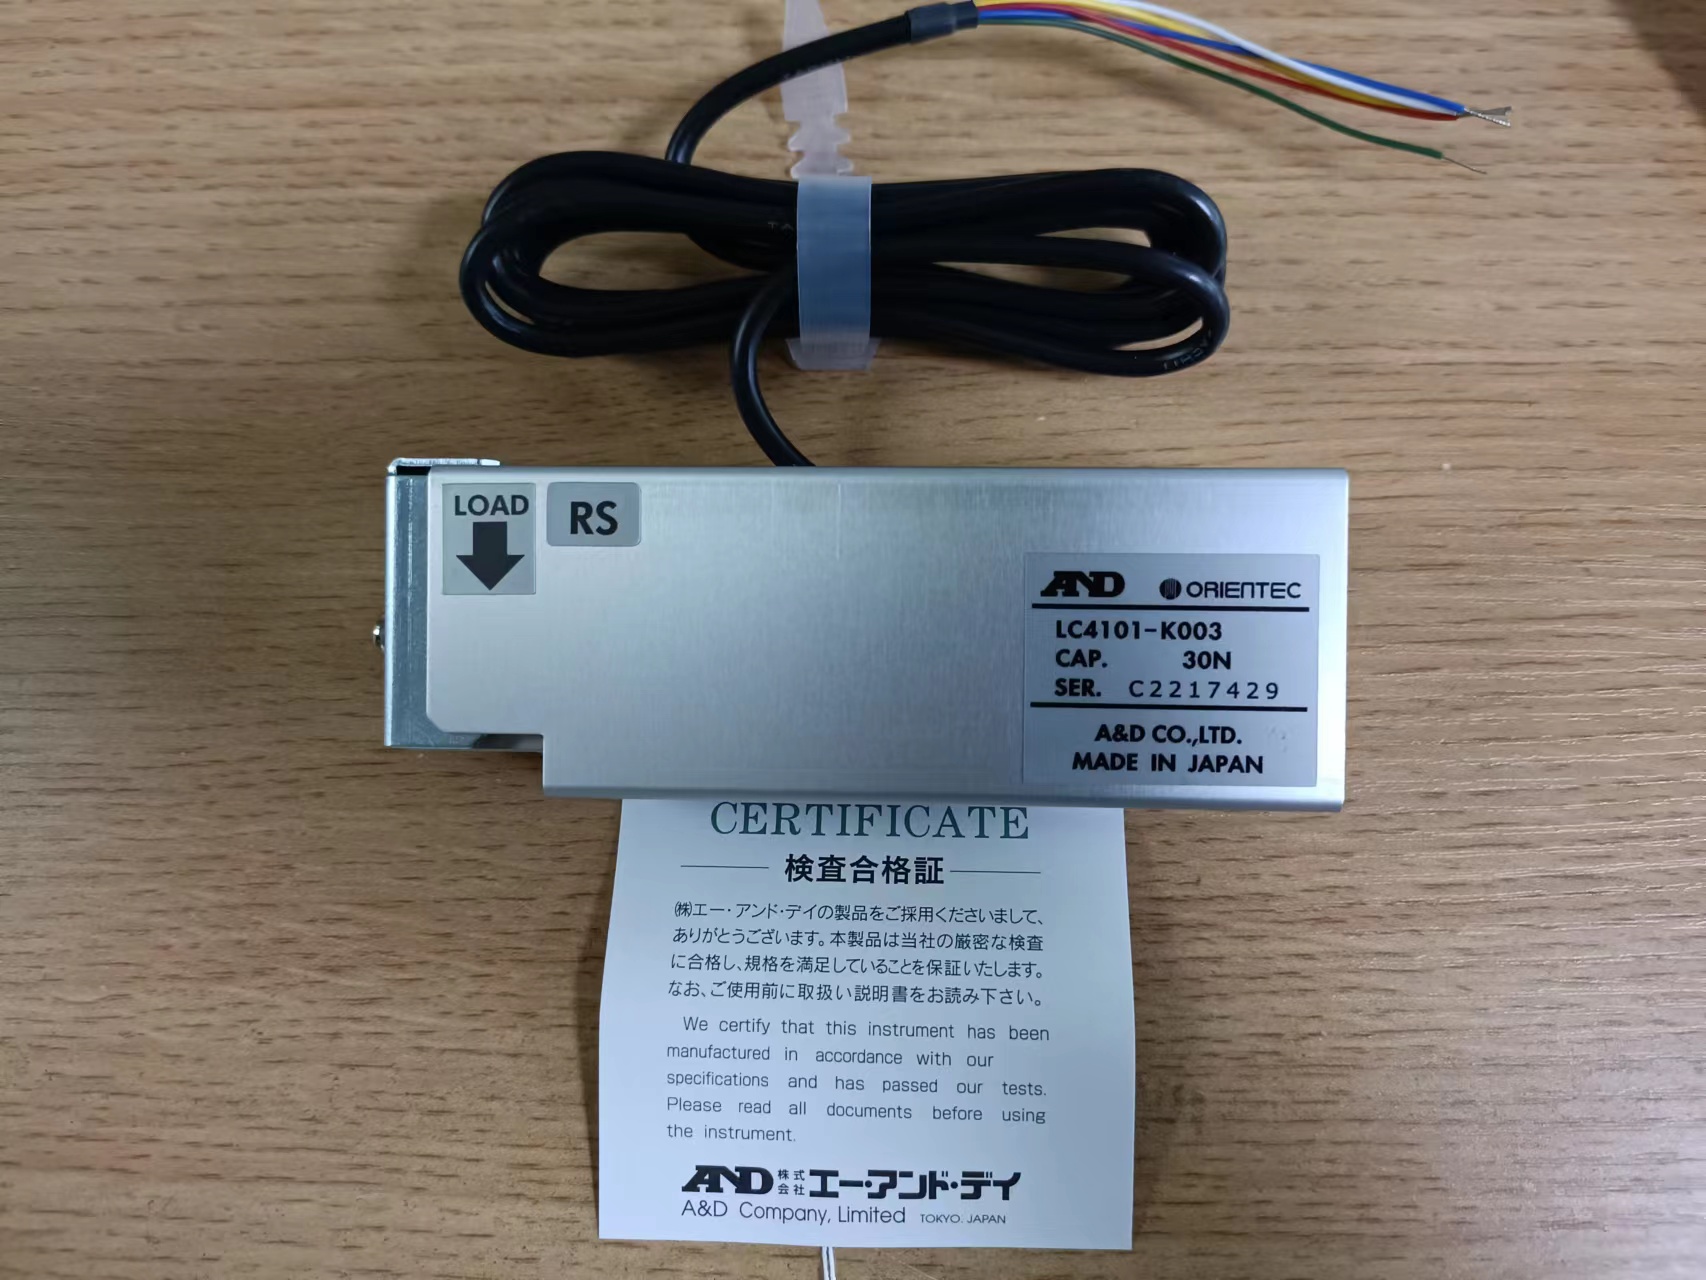 LOAD
RS
AND ORIENTEC
LC4101-K003
CAP. 30N
SER. C2217429
A&D CO.,LTD.
MADE IN JAPAN
CERTIFICATE
検査合格証
㈱エー・アンド・デイの製品をご採用くださいまして、
ありがとうございます。本製品は当社の厳密な検査
に合格し、規格を満足していることを保証いたします。
なお、ご使用前に取扱い説明書をお読み下さい。
We certify that this instrument has been
manufactured in accordance with our
specifications and has passed our tests.
Please read all documents before using
the instrument.
AND 株式会社 エー・アンド・デイ
A&D Company, Limited TOKYO. JAPAN